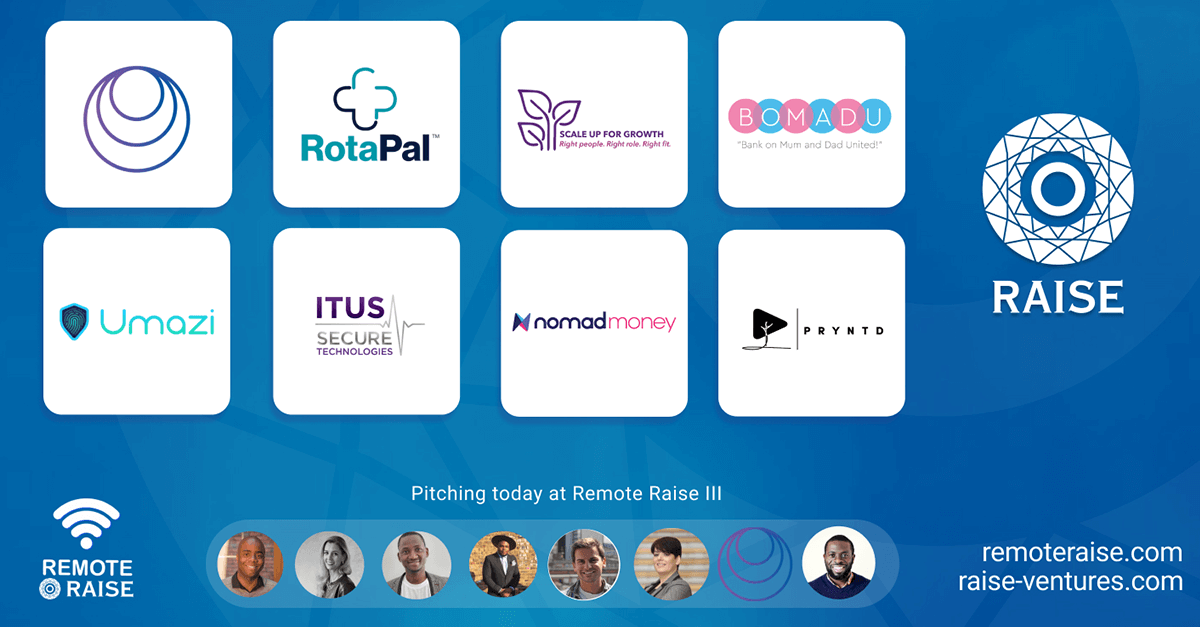 RotaPal™
SCALE UP FOR GROWTH
Right people. Right role. Right fit.
BOMADU
"Bank on Mum and Dad United!"
RAISE
Umazi
ITUS
SECURE
TECHNOLOGIES
nomadmoney
PRYNTD
Pitching today at Remote Raise III
REMOTE
RAISE
remoteraise.com
raise-ventures.com